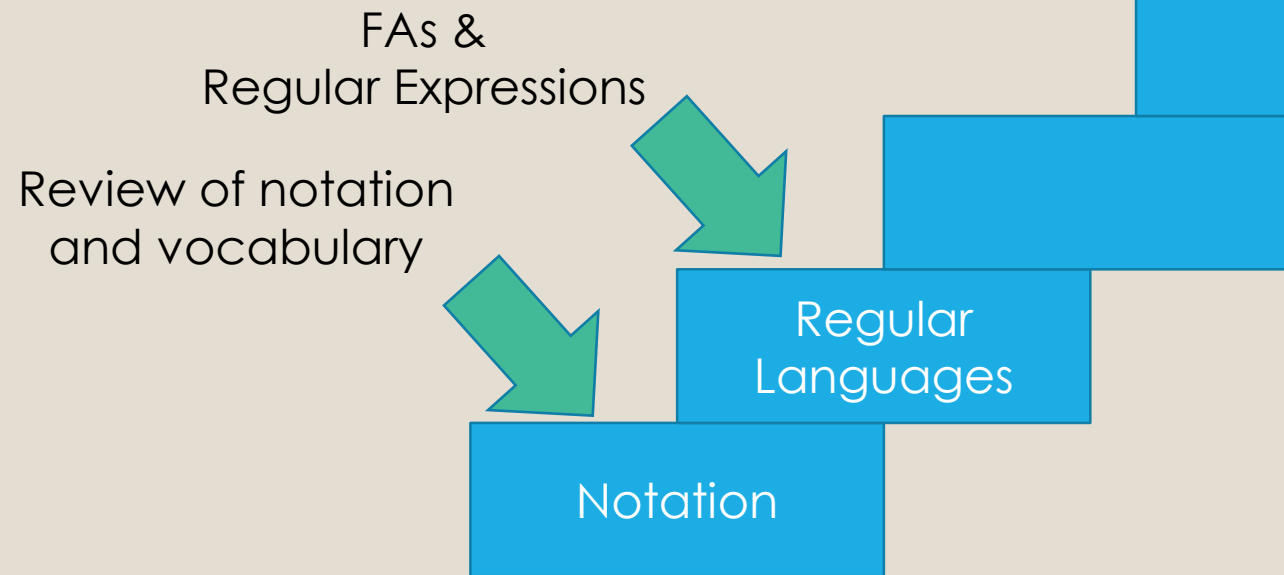 FAs &
Regular Expressions
Review of notation
and vocabulary
Regular
Languages
Notation